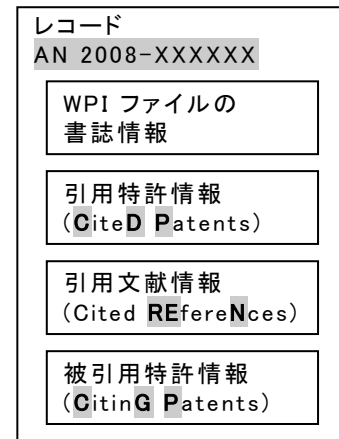 レコード
AN 2008-XXXXXX
WPI ファイルの
書誌情報
引用特許情報
(CiteD Patents)
引用文献情報
(Cited REfereNces)
被引用特許情報
(CitinG Patents)